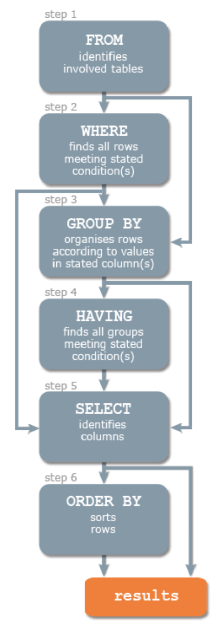 step 1
FROM
identifies
involved tables
step 2
WHERE
finds all rows
meeting stated
condition(s)
step 3
GROUP BY
organises rows
according to values
in stated column(s)
step 4
HAVING
finds all groups
meeting stated
condition(s)
step 5
SELECT
identifies
columns
step 6
ORDER BY
sorts
rows
results